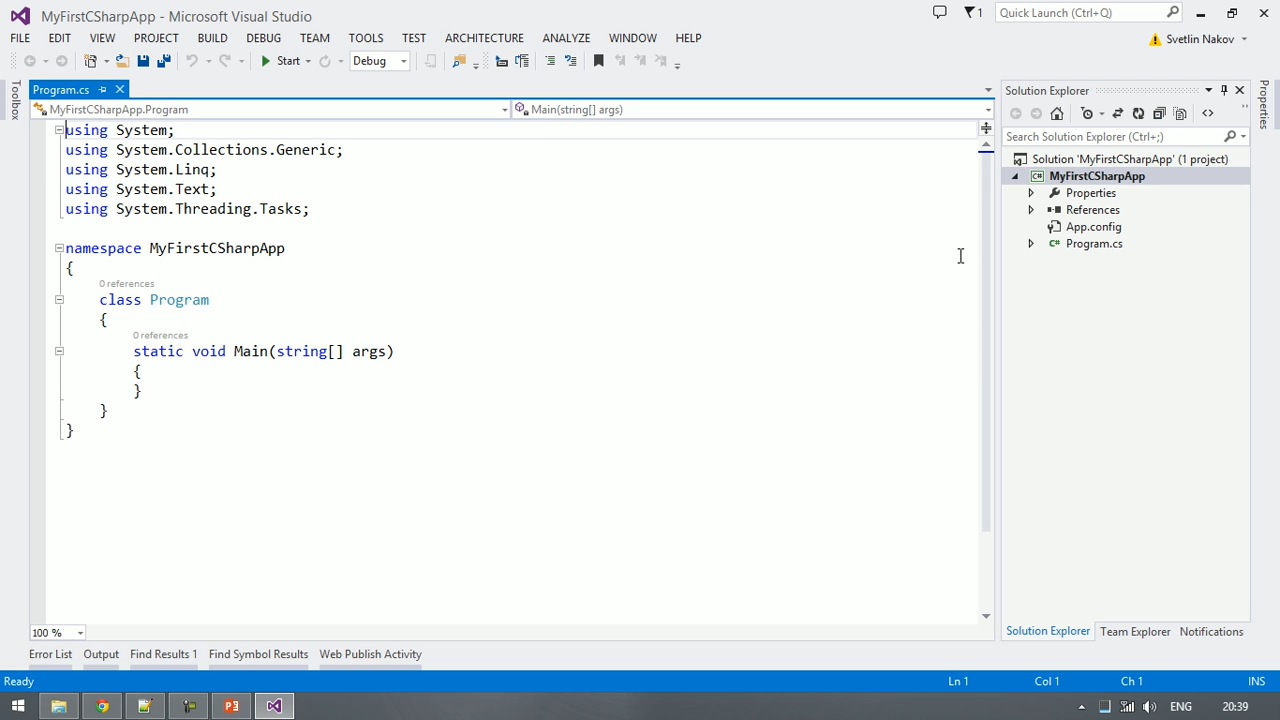 MyFirstCSharpApp - Microsoft Visual Studio
1
Quick Launch (Ctrl+Q)
FILE EDIT VIEW PROJECT BUILD DEBUG TEAM TOOLS TEST ARCHITECTURE ANALYZE WINDOW HELP
Svetlin Nakov
Start Debug
Toolbox
Program.cs
Solution Explorer
Properties
MyFirstCSharpApp.Program
Main(string[] args)
Search Solution Explorer (Ctrl+;)
using System;
using System.Collections.Generic;
using System.Linq;
using System.Text;
using System.Threading.Tasks;
namespace MyFirstCSharpApp
{
0 references
class Program
{
0 references
static void Main(string[] args)
{
}
}
}
Solution 'MyFirstCSharpApp' (1 project)
C# MyFirstCSharpApp
Properties
References
App.config
C# Program.cs
100 %
Solution Explorer Team Explorer Notifications
Error List Output Find Results 1 Find Symbol Results Web Publish Activity
Ready
Ln 1 Col 1 Ch 1 INS
ENG 20:39